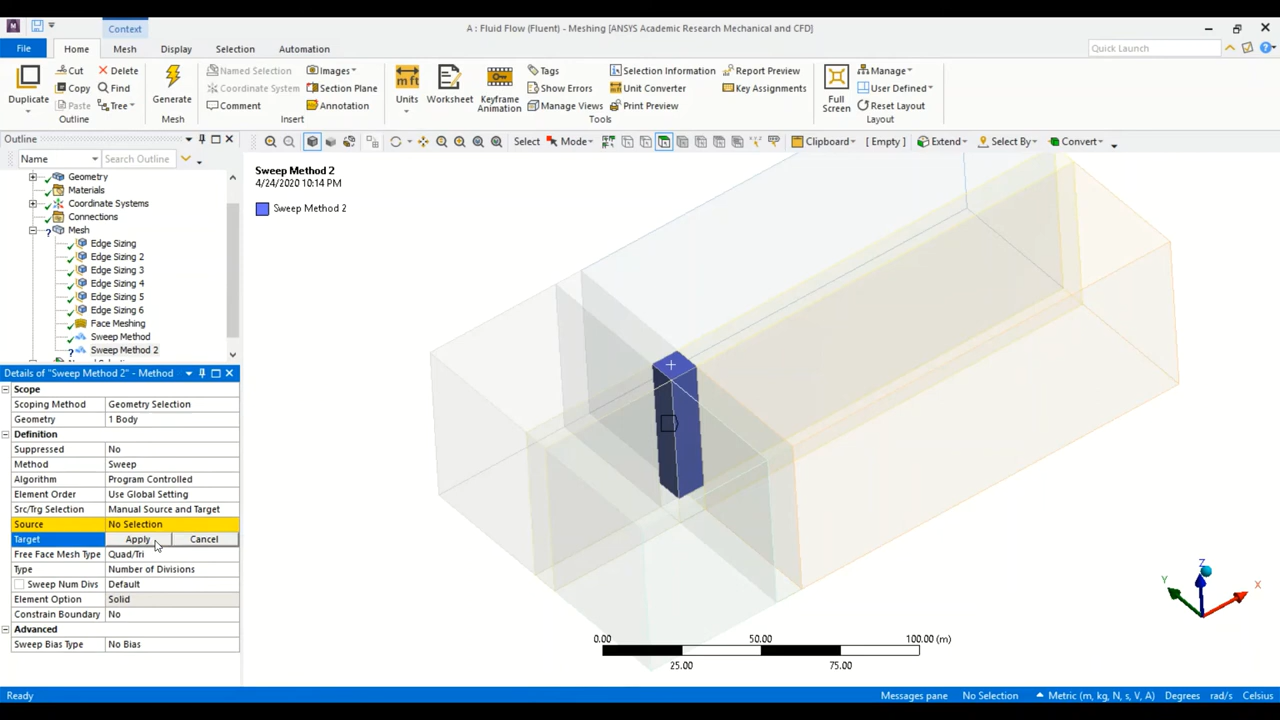 Context
A : Fluid Flow (Fluent) - Meshing [ANSYS Academic Research Mechanical and CFD]
File Home Mesh Display Selection Automation Quick Launch
Duplicate
Cut Delete
Copy Find
Paste Tree
Outline
Generate
Mesh
Named Selection Images
Coordinate System Section Plane
Comment Annotation
Insert
Units
Worksheet
Keyframe Animation
Tags Selection Information Report Preview
Show Errors Unit Converter Key Assignments
Manage Views Print Preview
Tools
Full Screen
Manage
User Defined
Reset Layout
Layout
Outline
Select Mode Clipboard [ Empty ] Extend Select By Convert
Name Search Outline
Geometry
Materials
Coordinate Systems
Connections
Mesh
Edge Sizing
Edge Sizing 2
Edge Sizing 3
Edge Sizing 4
Edge Sizing 5
Edge Sizing 6
Face Meshing
Sweep Method
Sweep Method 2
Sweep Method 2
4/24/2020 10:14 PM
Sweep Method 2
Details of "Sweep Method 2" - Method
Scope
Scoping Method Geometry Selection
Geometry 1 Body
Definition
Suppressed No
Method Sweep
Algorithm Program Controlled
Element Order Use Global Setting
Src/Trg Selection Manual Source and Target
Source No Selection
Target Apply Cancel
Free Face Mesh Type Quad/Tri
Type Number of Divisions
Sweep Num Divs Default
Element Option Solid
Constrain Boundary No
Advanced
Sweep Bias Type No Bias
0.00 50.00 100.00 (m)
25.00 75.00
Z
Y
X
Ready Messages pane No Selection Metric (m, kg, N, s, V, A) Degrees rad/s Celsius